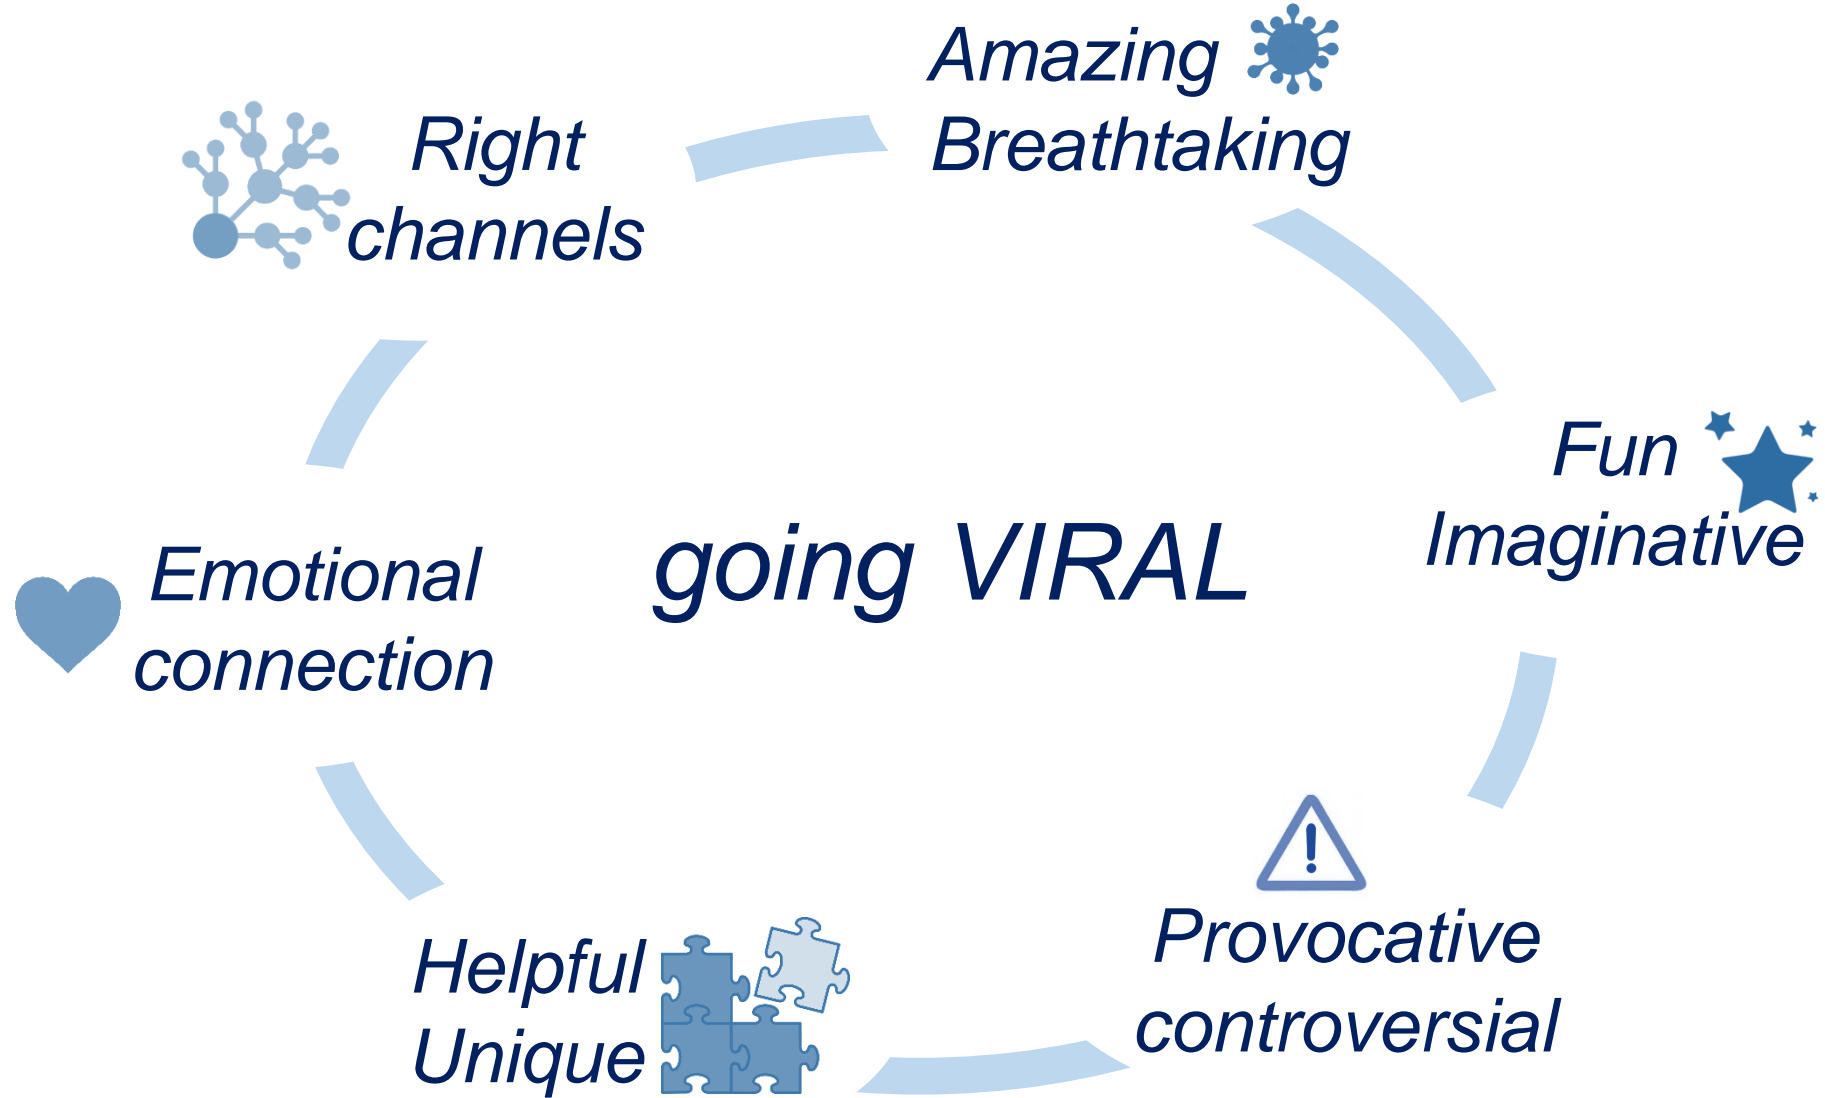 Amazing
Breathtaking
Right
channels
Fun
Imaginative
going VIRAL
Emotional
connection
Provocative
controversial
Helpful
Unique